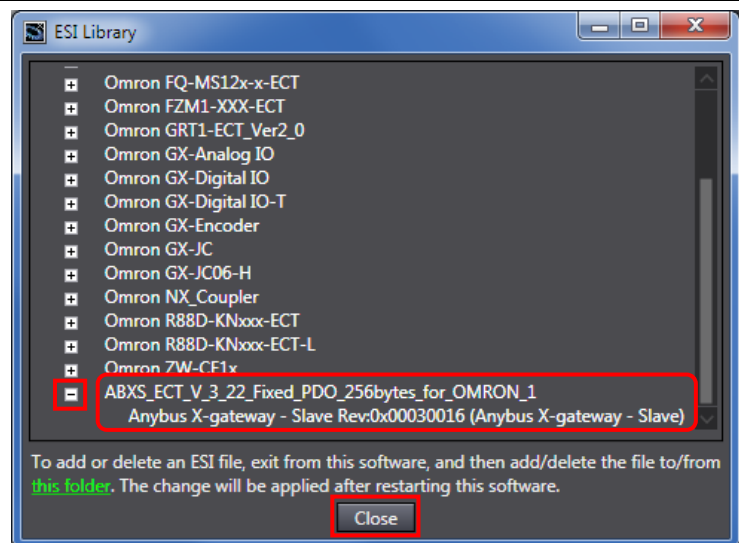 ESI Library
Omron FQ-MS12x-x-ECT
Omron FZM1-XXX-ECT
Omron GRT1-ECT_Ver2_0
Omron GX-Analog IO
Omron GX-Digital IO
Omron GX-Digital IO-T
Omron GX-Encoder
Omron GX-JC
Omron GX-JC06-H
Omron NX_Coupler
Omron R88D-KNxxx-ECT
Omron R88D-KNxxx-ECT-L
Omron ZW-CE1x
ABXS_ECT_V_3_22_Fixed_PDO_256bytes_for_OMRON_1
Anybus X-gateway - Slave Rev:0x00030016 (Anybus X-gateway - Slave)
To add or delete an ESI file, exit from this software, and then add/delete the file to/from
this folder. The change will be applied after restarting this software.
Close